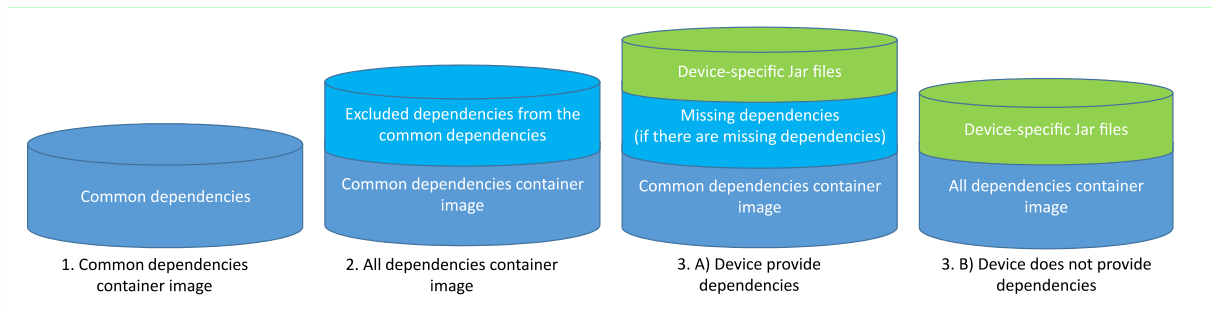 Common dependencies
1. Common dependencies
container image
Excluded dependencies from the
common dependencies
Common dependencies container
image
2. All dependencies container
image
Device-specific Jar files
Missing dependencies
(if there are missing dependencies)
Common dependencies container
image
3. A) Device provide
dependencies
Device-specific Jar files
All dependencies container
image
3. B) Device does not provide
dependencies